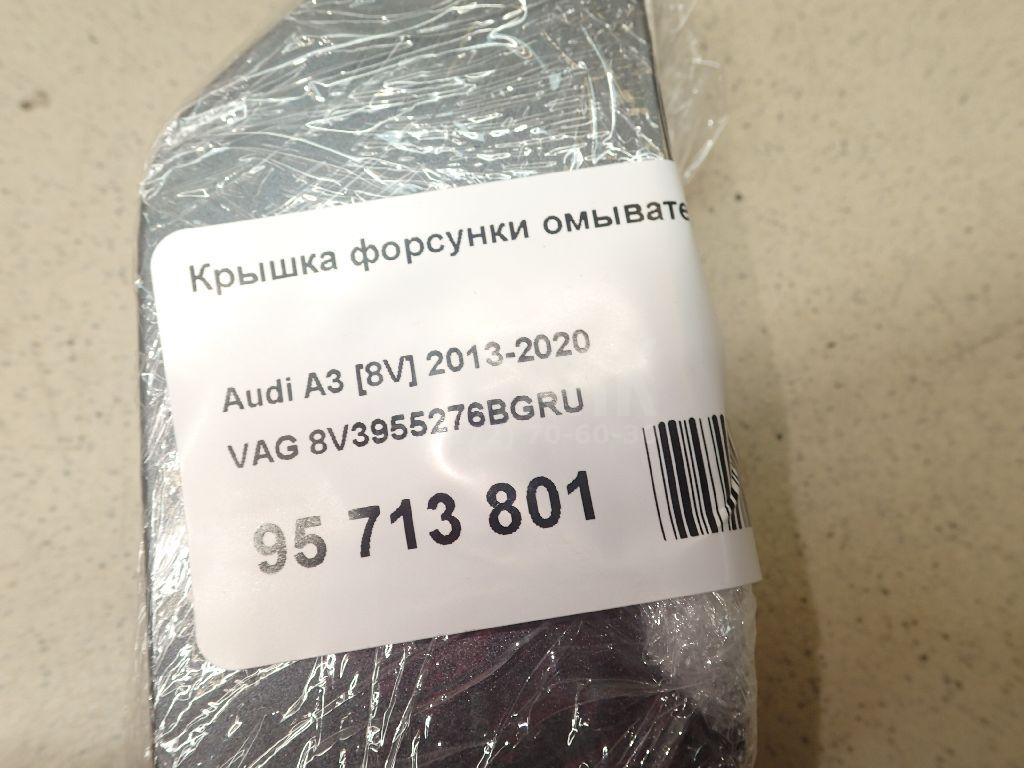 Крышка форсунки омывате
Audi A3 [8V] 2013-2020
VAG 8V3955276BGRU
95 713 801